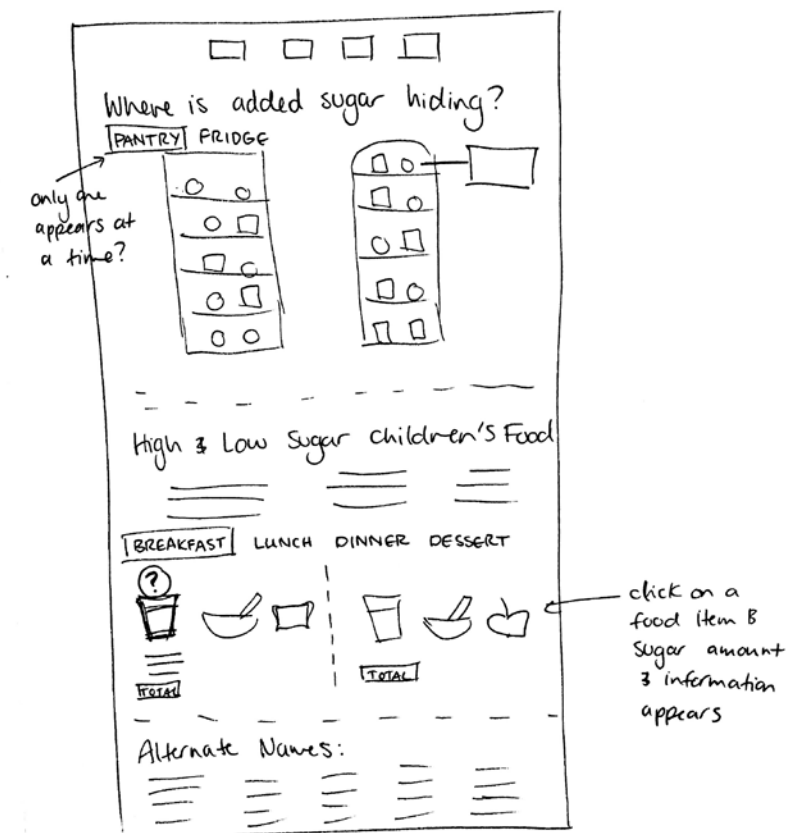 Where is added sugar hiding?
PANTRY FRIDGE
only one
appears at
a time?
High & Low Sugar Children's Food
BREAKFAST LUNCH DINNER DESSERT
?
TOTAL
TOTAL
click on a
food item &
sugar amount
& information
appears
Alternate Names: